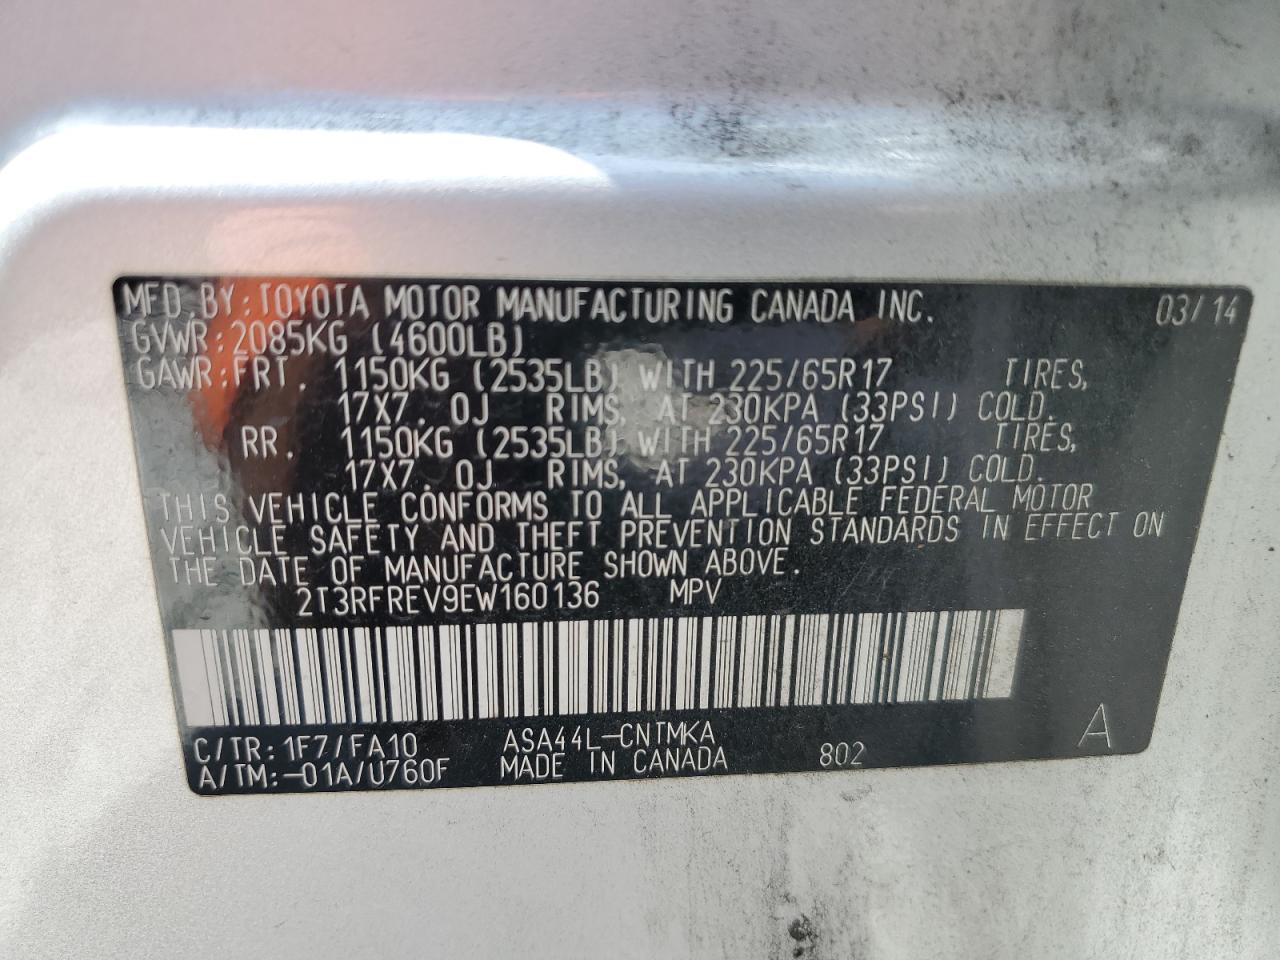 MFD.BY:TOYOTA MOTOR MANUFACTURING CANADA INC. 03/14
GVWR:2085KG (4600LB)
GAWR:FRT. 1150KG (2535LB) WITH 225/65R17 TIRES,
17X7.0J RIMS, AT 230KPA (33PSI) COLD.
RR. 1150KG (2535LB) WITH 225/65R17 TIRES,
17X7.0J RIMS, AT 230KPA (33PSI) COLD.
THIS VEHICLE CONFORMS TO ALL APPLICABLE FEDERAL MOTOR
VEHICLE SAFETY AND THEFT PREVENTION STANDARDS IN EFFECT ON
THE DATE OF MANUFACTURE SHOWN ABOVE.
2T3RFREV9EW160136 MPV
C/TR:1F7/FA10 ASA44L-CNTMKA A
A/TM:-01A/U760F MADE IN CANADA 802